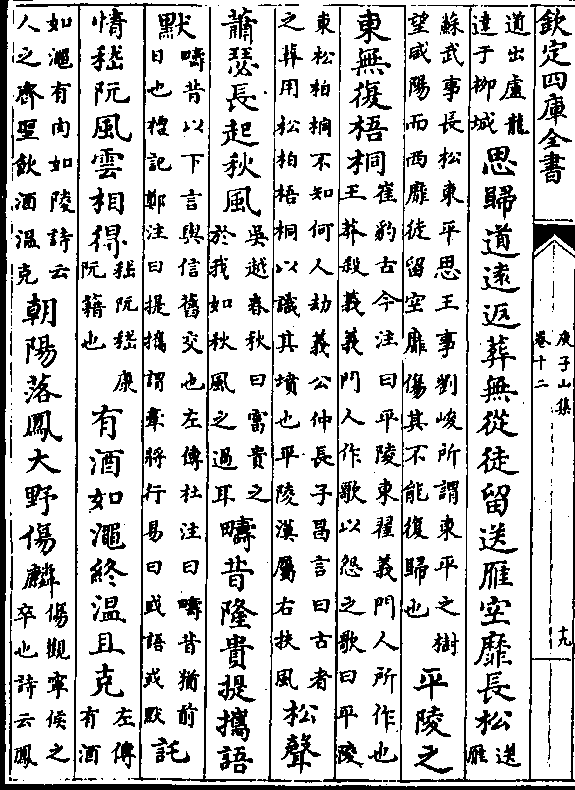 欽定四庫全書
庾子山集
卷十二
十九
道出盧龍
達于柳城
思歸道遠返葬無從徒留送雁空靡長松
送
雁
蘇武事長松東平思王事劉峻所謂東平之樹
望咸陽而西靡徒留空靡傷其不能復歸也
平陵之
東無復梧桐
崔豹古今注曰平陵東翟義門人所作也
王莽殺義義門人作歌以怨之歌曰平陵
東松柏桐不知何人劫義公仲長子昌言曰古者
之葬用松柏梧桐以識其墳也平陵漢屬右扶風
松聲
蕭瑟長起秋風
吳越春秋曰富貴之
於我如秋風之過耳
疇昔隆貴提攜語
默
疇昔以下言與信舊交也左傳杜注曰疇昔猶前
日也禮記鄭注曰提攜謂牽將行易曰或語或默
託
情嵇阮風雲相得
嵇阮嵇康
阮籍也
有酒如澠終温且克
左傳
有酒
如澠有肉如陵詩云
人之齊聖飲酒温克
朝陽落鳳大野傷麟
傷觀寧侯之
卒也詩云鳳